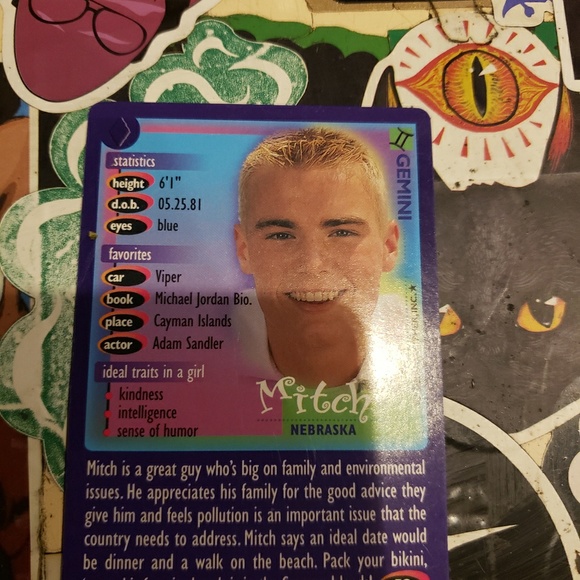 statistics
height 6'1"
d.o.b. 05.25.81
eyes blue
favorites
car Viper
book Michael Jordan Bio.
place Cayman Islands
actor Adam Sandler
ideal traits in a girl
kindness
intelligence
sense of humor
GEMINI
INC.★
Mitch
NEBRASKA
Mitch is a great guy who's big on family and environmental
issues. He appreciates his family for the good advice they
give him and feels pollution is an important issue that the
country needs to address. Mitch says an ideal date would
be dinner and a walk on the beach. Pack your bikini,